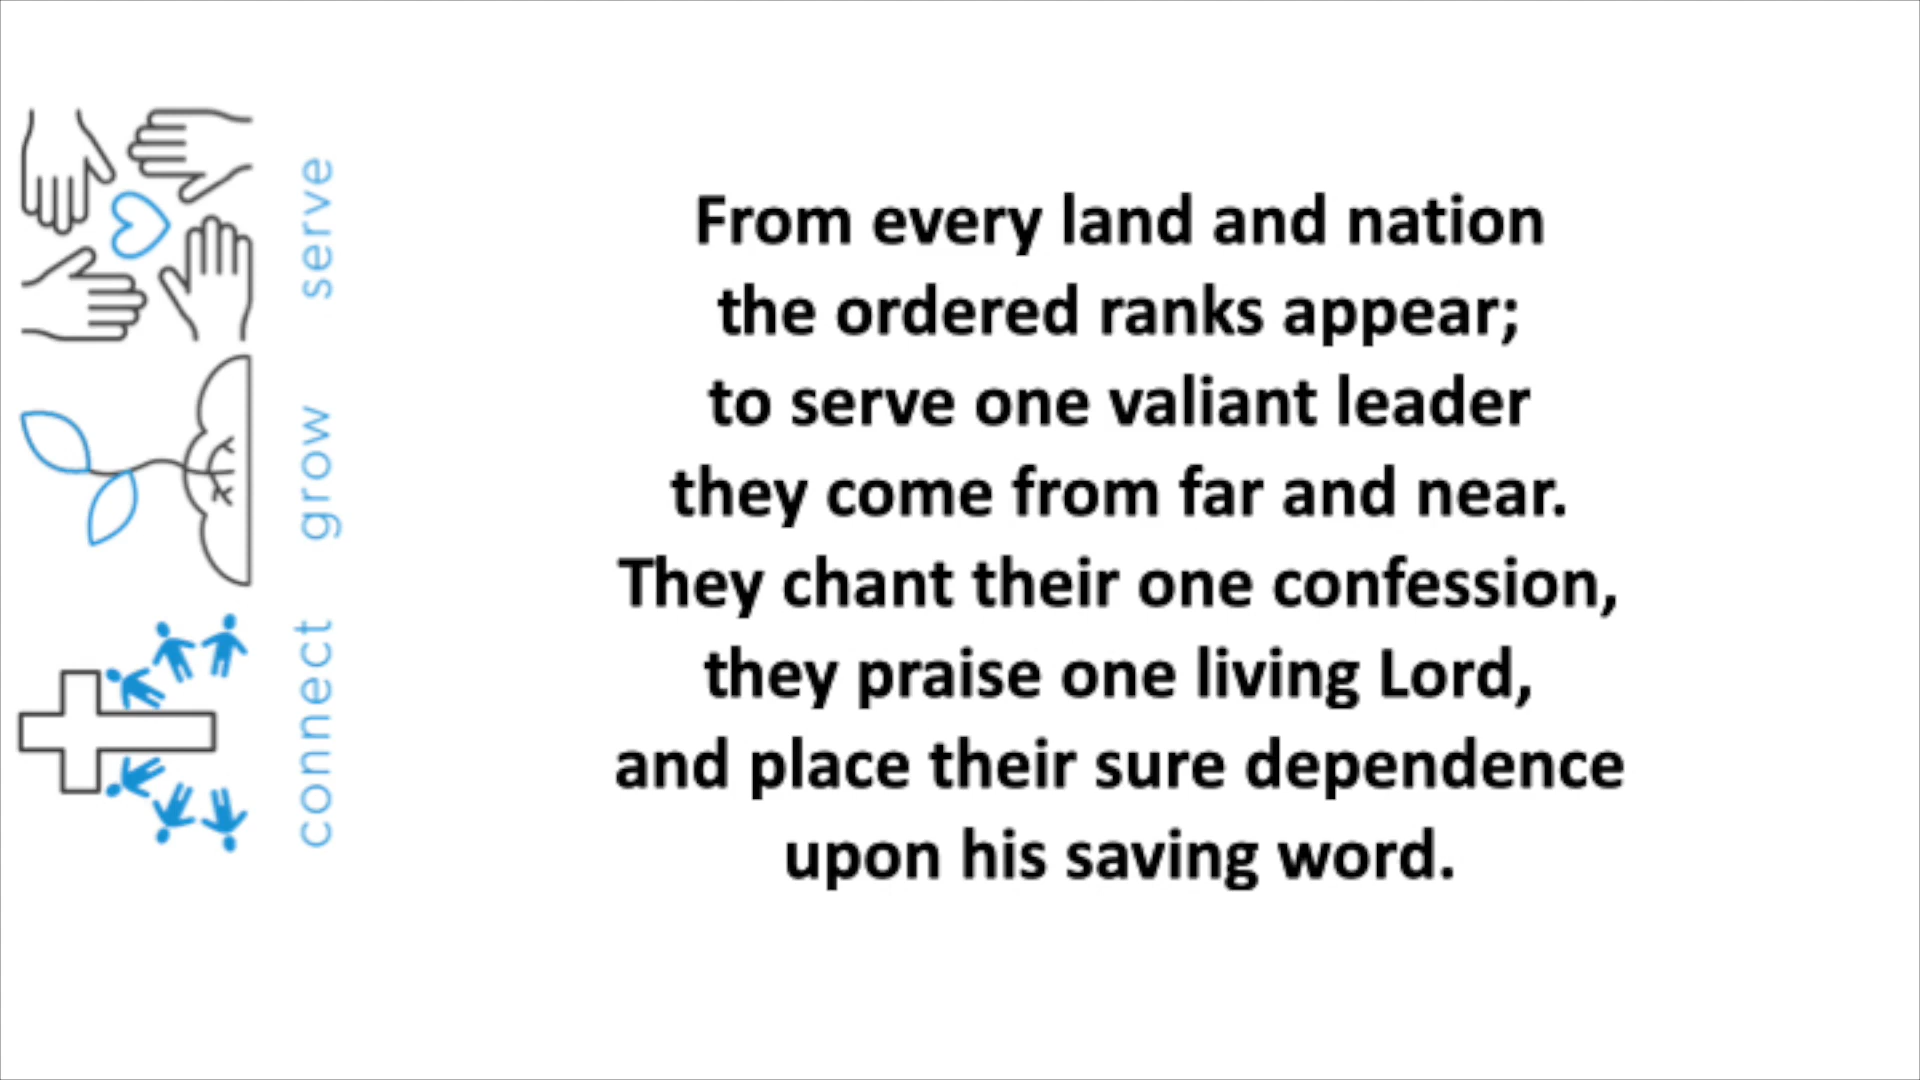 serve
grow
connect
From every land and nation
the ordered ranks appear;
to serve one valiant leader
they come from far and near.
They chant their one confession,
they praise one living Lord,
and place their sure dependence
upon his saving word.